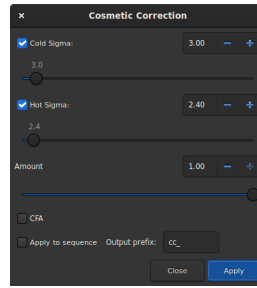 Cosmetic Correction
Cold Sigma: 3.00
3.0
Hot Sigma: 2.40
2.4
Amount 1.00
CFA
Apply to sequence Output prefix: cc_
Close Apply